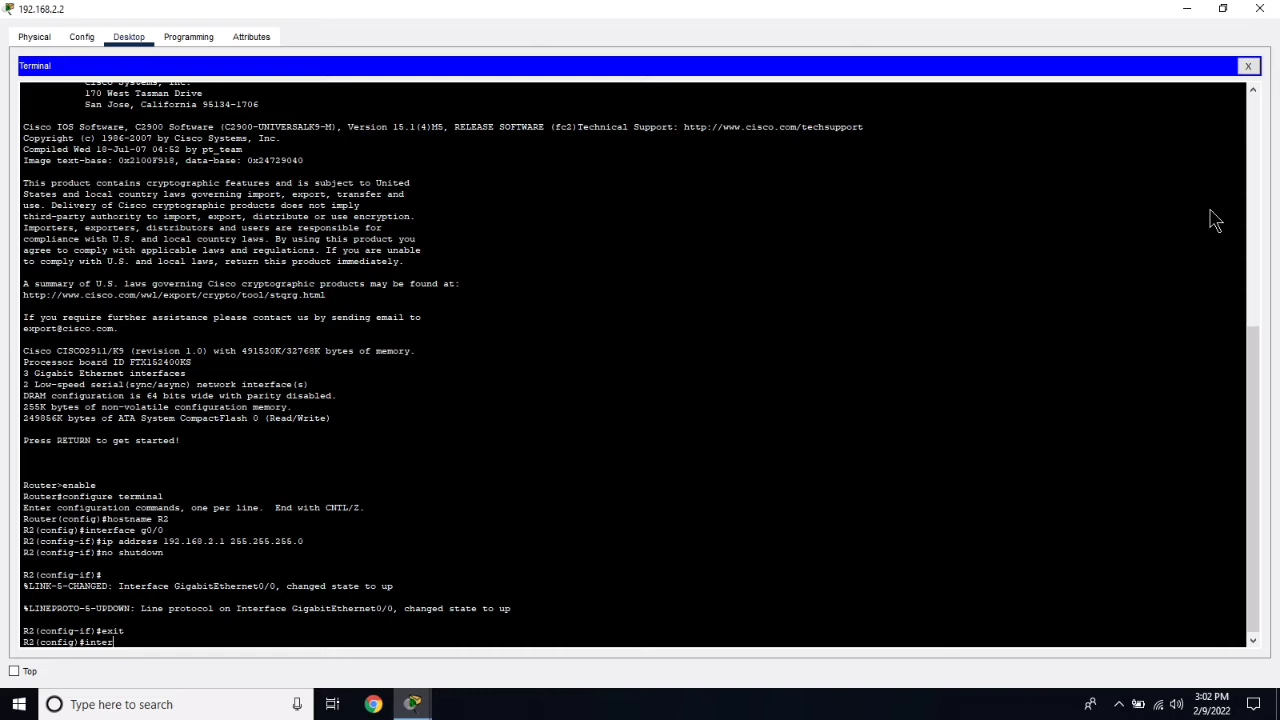 192.168.2.2
Physical Config Desktop Programming Attributes
Terminal X
Cisco Systems, Inc.
170 West Tasman Drive
San Jose, California 95134-1706
Cisco IOS Software, C2900 Software (C2900-UNIVERSALK9-M), Version 15.1(4)M5, RELEASE SOFTWARE (fc2)Technical Support: http://www.cisco.com/techsupport
Copyright (c) 1986-2007 by Cisco Systems, Inc.
Compiled Wed 18-Jul-07 04:52 by pt_team
Image text-base: 0x2100F918, data-base: 0x24729040
This product contains cryptographic features and is subject to United
States and local country laws governing import, export, transfer and
use. Delivery of Cisco cryptographic products does not imply
third-party authority to import, export, distribute or use encryption.
Importers, exporters, distributors and users are responsible for
compliance with U.S. and local country laws. By using this product you
agree to comply with applicable laws and regulations. If you are unable
to comply with U.S. and local laws, return this product immediately.
A summary of U.S. laws governing Cisco cryptographic products may be found at:
http://www.cisco.com/wwl/export/crypto/tool/stqrg.html
If you require further assistance please contact us by sending email to
export@cisco.com.
Cisco CISCO2911/K9 (revision 1.0) with 491520K/32768K bytes of memory.
Processor board ID FTX152400KS
3 Gigabit Ethernet interfaces
2 Low-speed serial(sync/async) network interface(s)
DRAM configuration is 64 bits wide with parity disabled.
255K bytes of non-volatile configuration memory.
249856K bytes of ATA System CompactFlash 0 (Read/Write)
Press RETURN to get started!
Router>enable
Router#configure terminal
Enter configuration commands, one per line.  End with CNTL/Z.
Router(config)#hostname R2
R2(config)#interface g0/0
R2(config-if)#ip address 192.168.2.1 255.255.255.0
R2(config-if)#no shutdown
R2(config-if)#
%LINK-5-CHANGED: Interface GigabitEthernet0/0, changed state to up
%LINEPROTO-5-UPDOWN: Line protocol on Interface GigabitEthernet0/0, changed state to up
R2(config-if)#exit
R2(config)#inter
Top
Type here to search
3:02 PM
2/9/2022